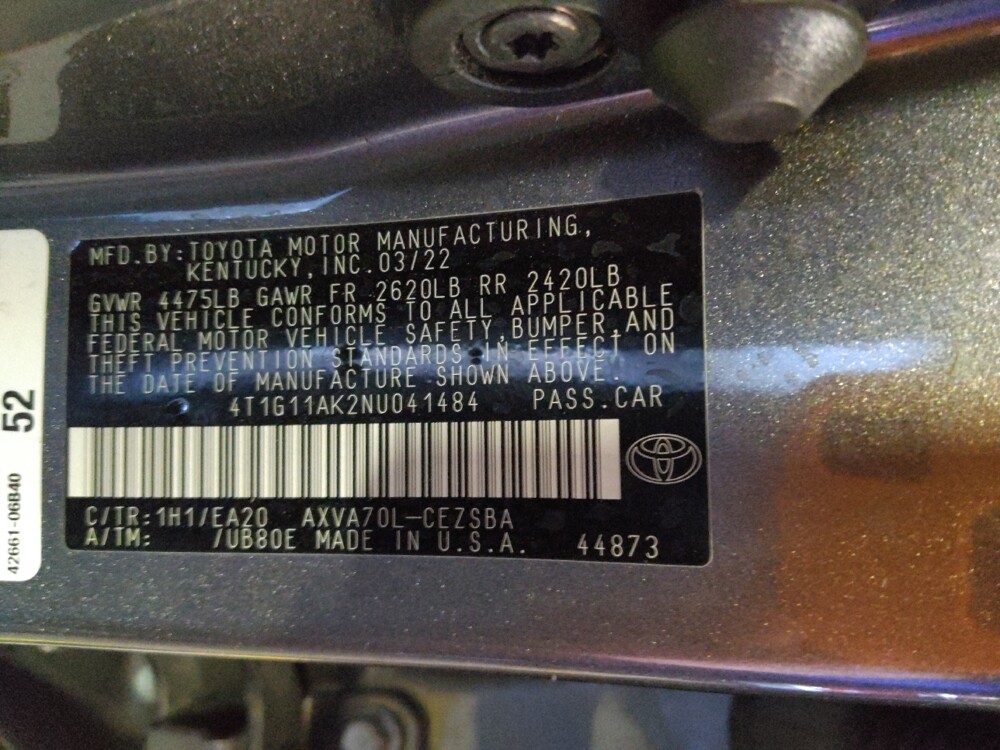 MFD.BY:TOYOTA MOTOR MANUFACTURING,
KENTUCKY,INC.03/22
GVWR 4475LB GAWR FR 2620LB RR 2420LB
THIS VEHICLE CONFORMS TO ALL APPLICABLE
FEDERAL MOTOR VEHICLE SAFETY,BUMPER,AND
THEFT PREVENTION STANDARDS IN EFFECT ON
THE DATE OF MANUFACTURE SHOWN ABOVE.
4T1G11AK2NU041484 PASS.CAR
C/TR:1H1/EA20 AXVA70L-CEZSBA
A/TM: /UB80E MADE IN U.S.A. 44873
52
42661-06B40